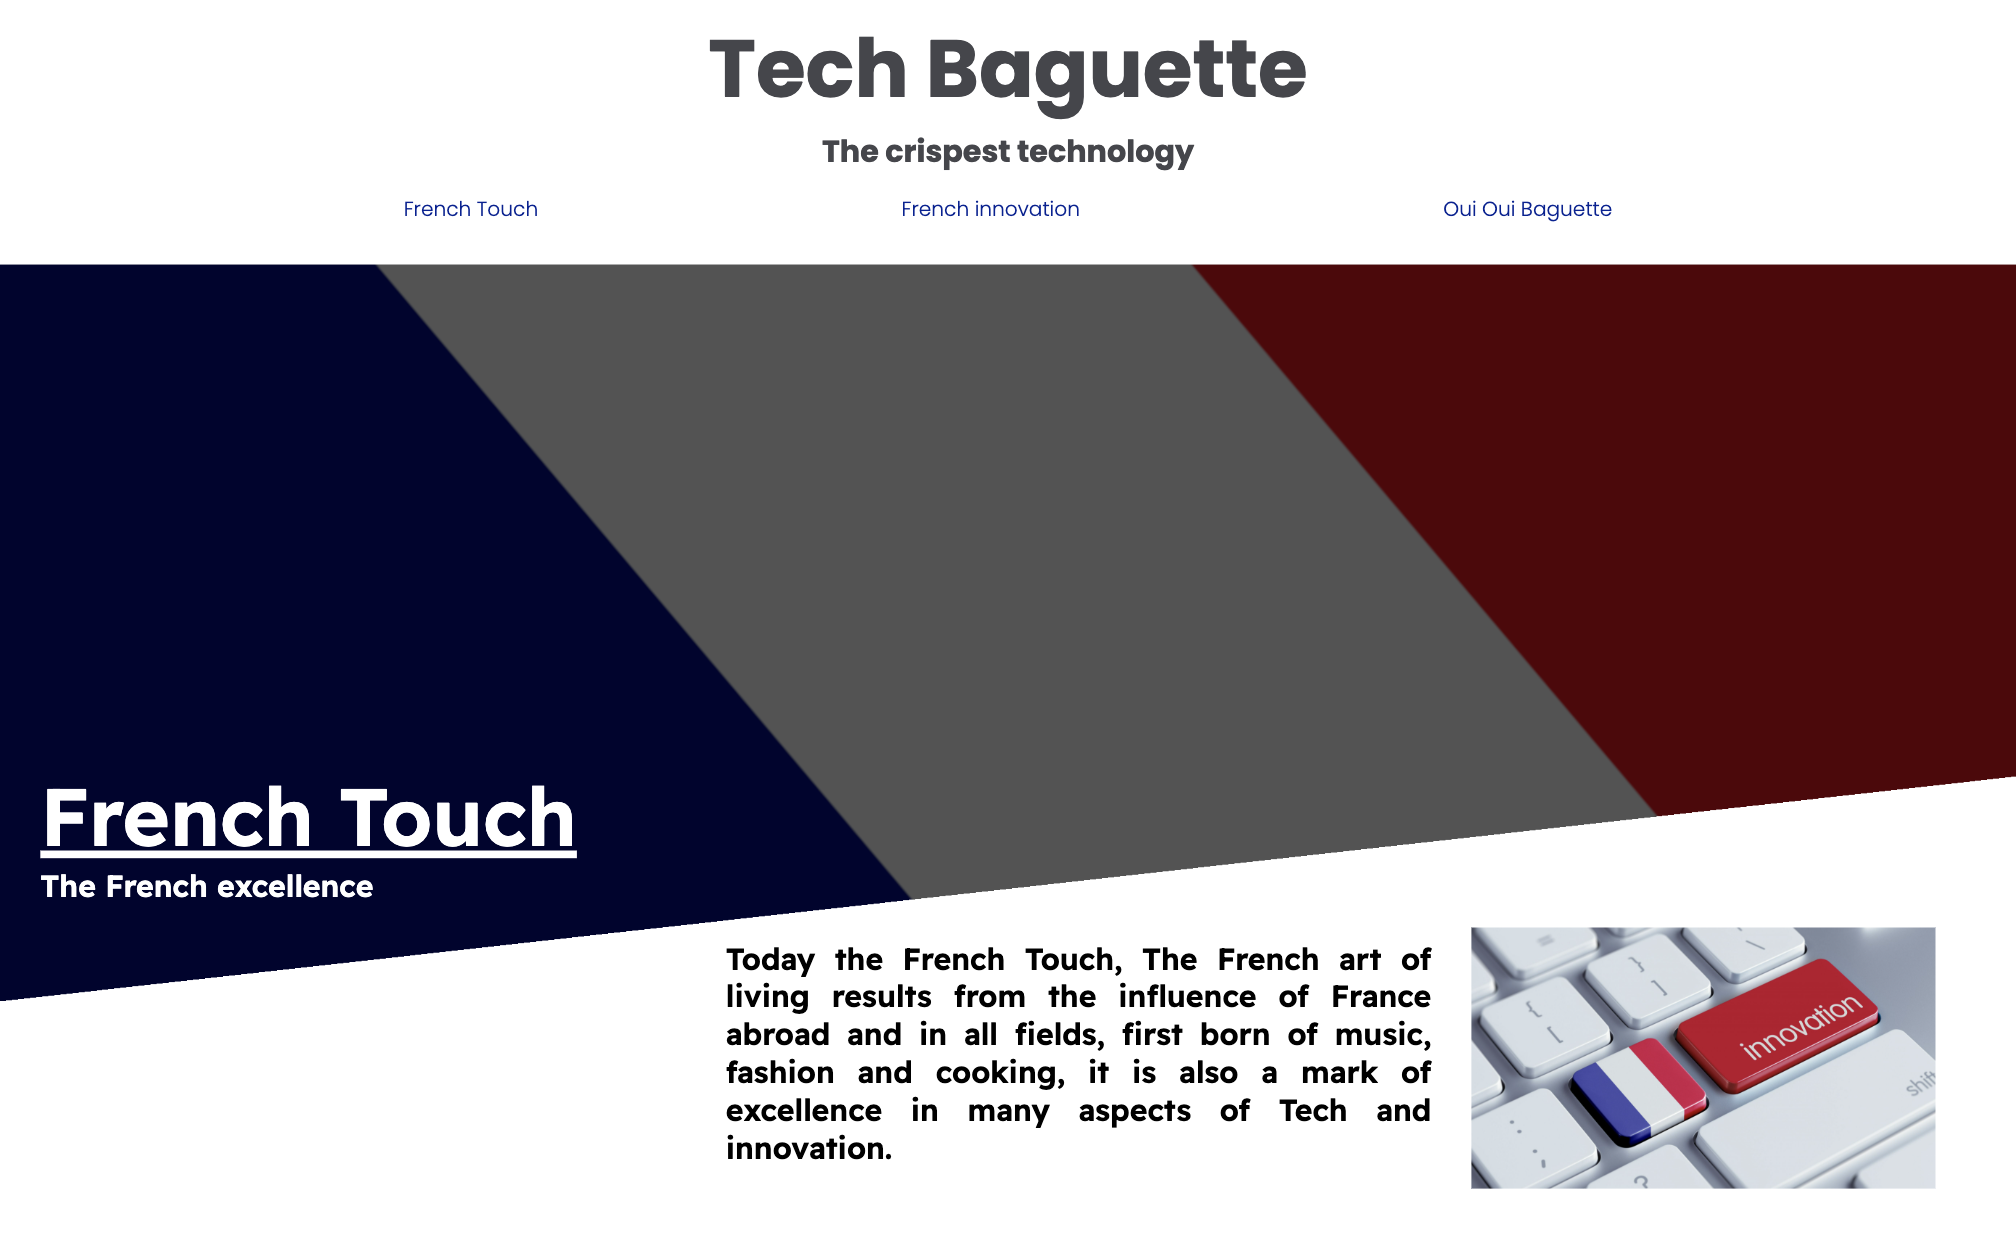 Tech Baguette
The crispest technology
French Touch
French innovation
Oui Oui Baguette
French Touch
The French excellence
Today the French Touch, The French art of
living results from the influence of France
abroad and in all fields, first born of music,
fashion and cooking, it is also a mark of
excellence in many aspects of Tech and
innovation.
innovation
shift